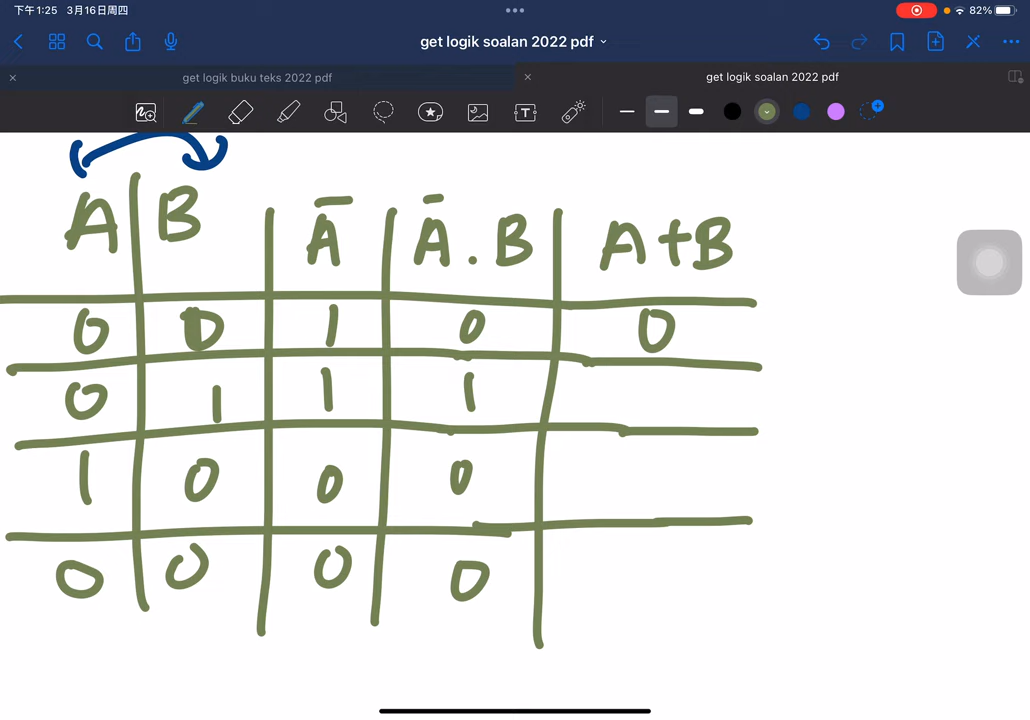 下午1:25 3月16日周四 82%
get logik soalan 2022 pdf
get logik buku teks 2022 pdf get logik soalan 2022 pdf
A B Ā Ā . B A+B
0 0 1 0 0
0 1 1 1
1 0 0 0
0 0 0 0